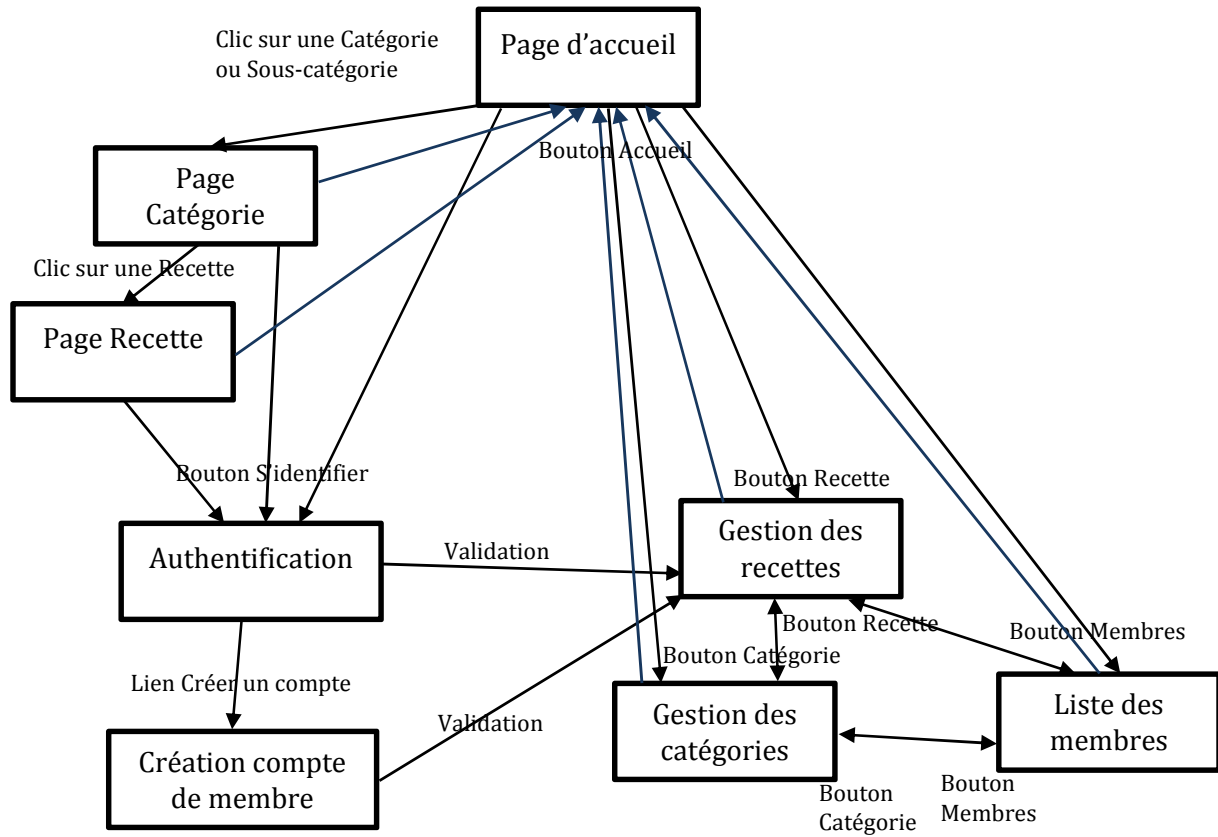 Page d’accueil
Clic sur une Catégorie
ou Sous-catégorie
Bouton Accueil
Page
Catégorie
Clic sur une Recette
Page Recette
Bouton S’identifier
Bouton Recette
Authentification
Validation
Gestion des
recettes
Bouton Recette
Bouton Membres
Bouton Catégorie
Lien Créer un compte
Validation
Gestion des
catégories
Liste des
membres
Création compte
de membre
Bouton
Catégorie
Bouton
Membres